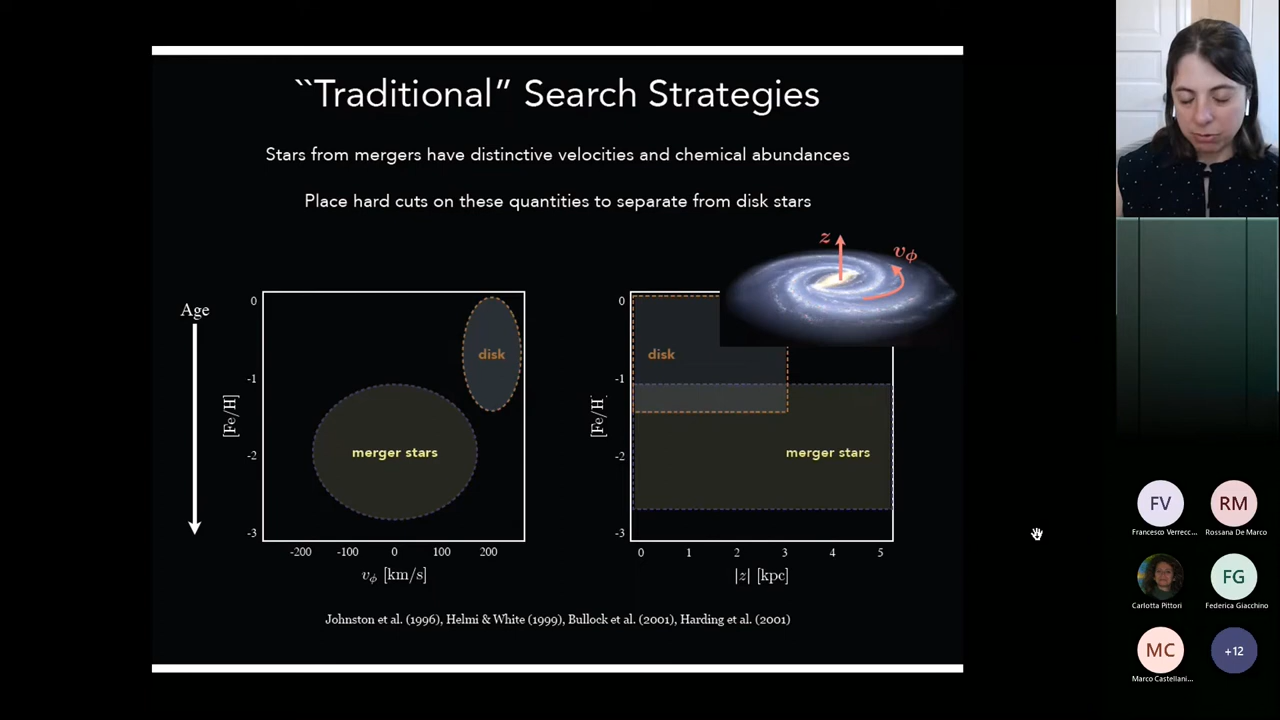 ``Traditional” Search Strategies
Stars from mergers have distinctive velocities and chemical abundances
Place hard cuts on these quantities to separate from disk stars
z
vϕ
Age
0
-1
-2
-3
[Fe/H]
disk
merger stars
-200 -100 0 100 200
vϕ [km/s]
0
-1
-2
-3
[Fe/H]
disk
merger stars
0 1 2 3 4 5
|z| [kpc]
Johnston et al. (1996), Helmi & White (1999), Bullock et al. (2001), Harding et al. (2001)
FV
Francesco Verrecc...
RM
Rossana De Marco
Carlotta Pittori
FG
Federica Giacchino
MC
Marco Castellani...
+12